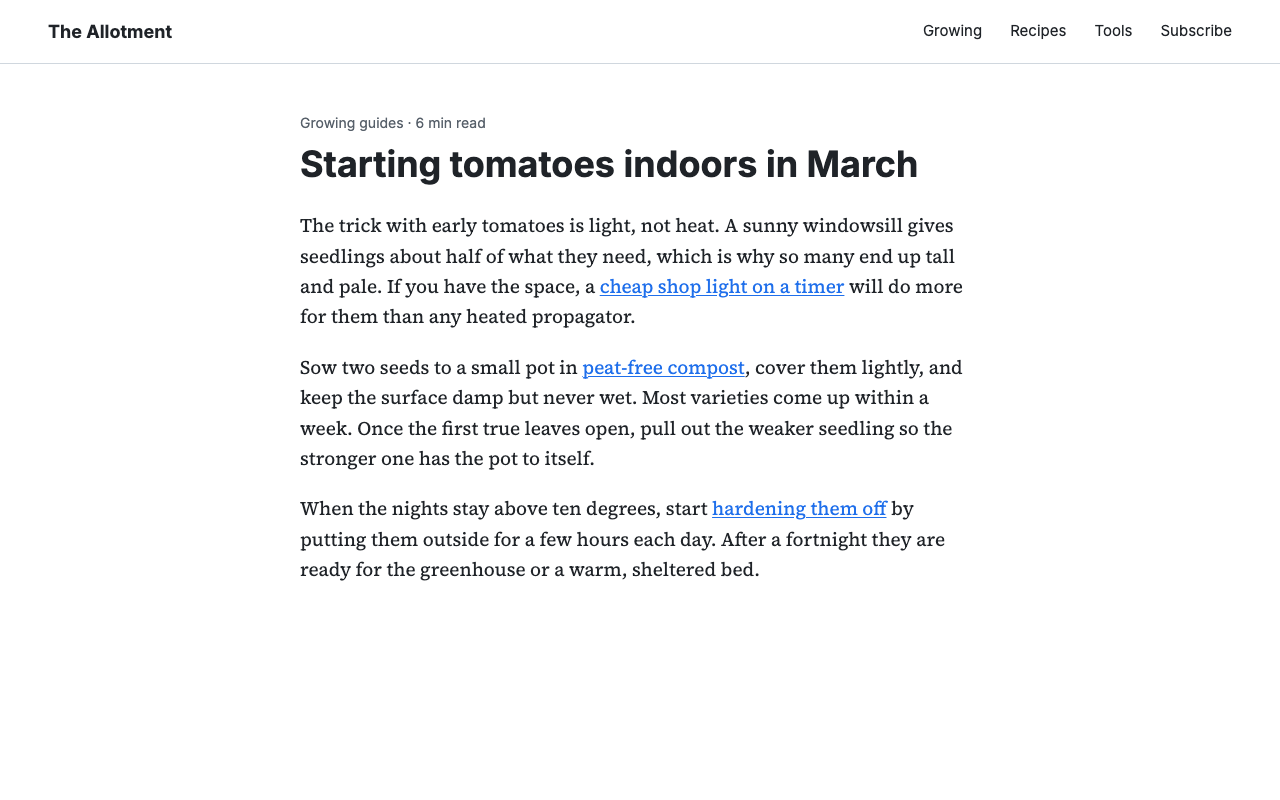 The Allotment
Growing
Recipes
Tools
Subscribe
Growing guides · 6 min read
Starting tomatoes indoors in March
The trick with early tomatoes is light, not heat. A sunny windowsill gives
seedlings about half of what they need, which is why so many end up tall
and pale. If you have the space, a cheap shop light on a timer will do more
for them than any heated propagator.
Sow two seeds to a small pot in peat-free compost, cover them lightly, and
keep the surface damp but never wet. Most varieties come up within a
week. Once the first true leaves open, pull out the weaker seedling so the
stronger one has the pot to itself.
When the nights stay above ten degrees, start hardening them off by
putting them outside for a few hours each day. After a fortnight they are
ready for the greenhouse or a warm, sheltered bed.